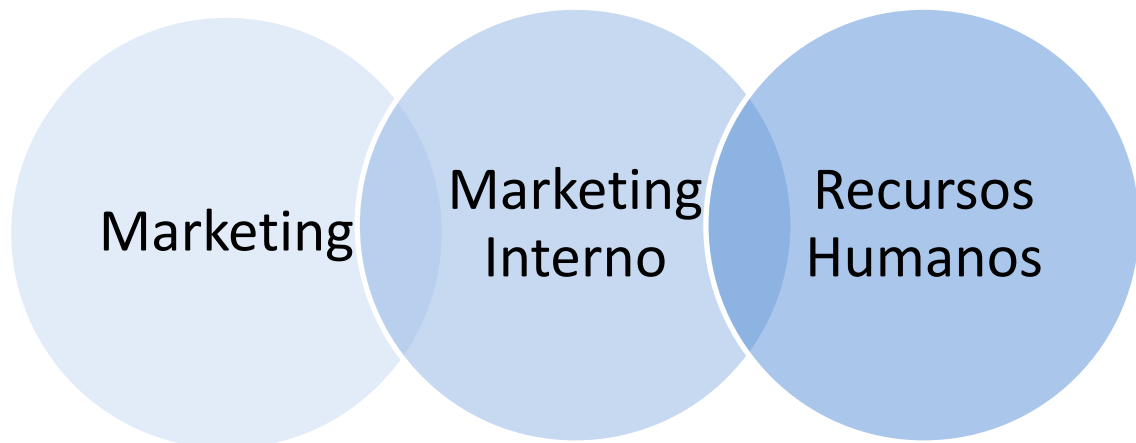 Marketing
Marketing
Interno
Recursos
Humanos